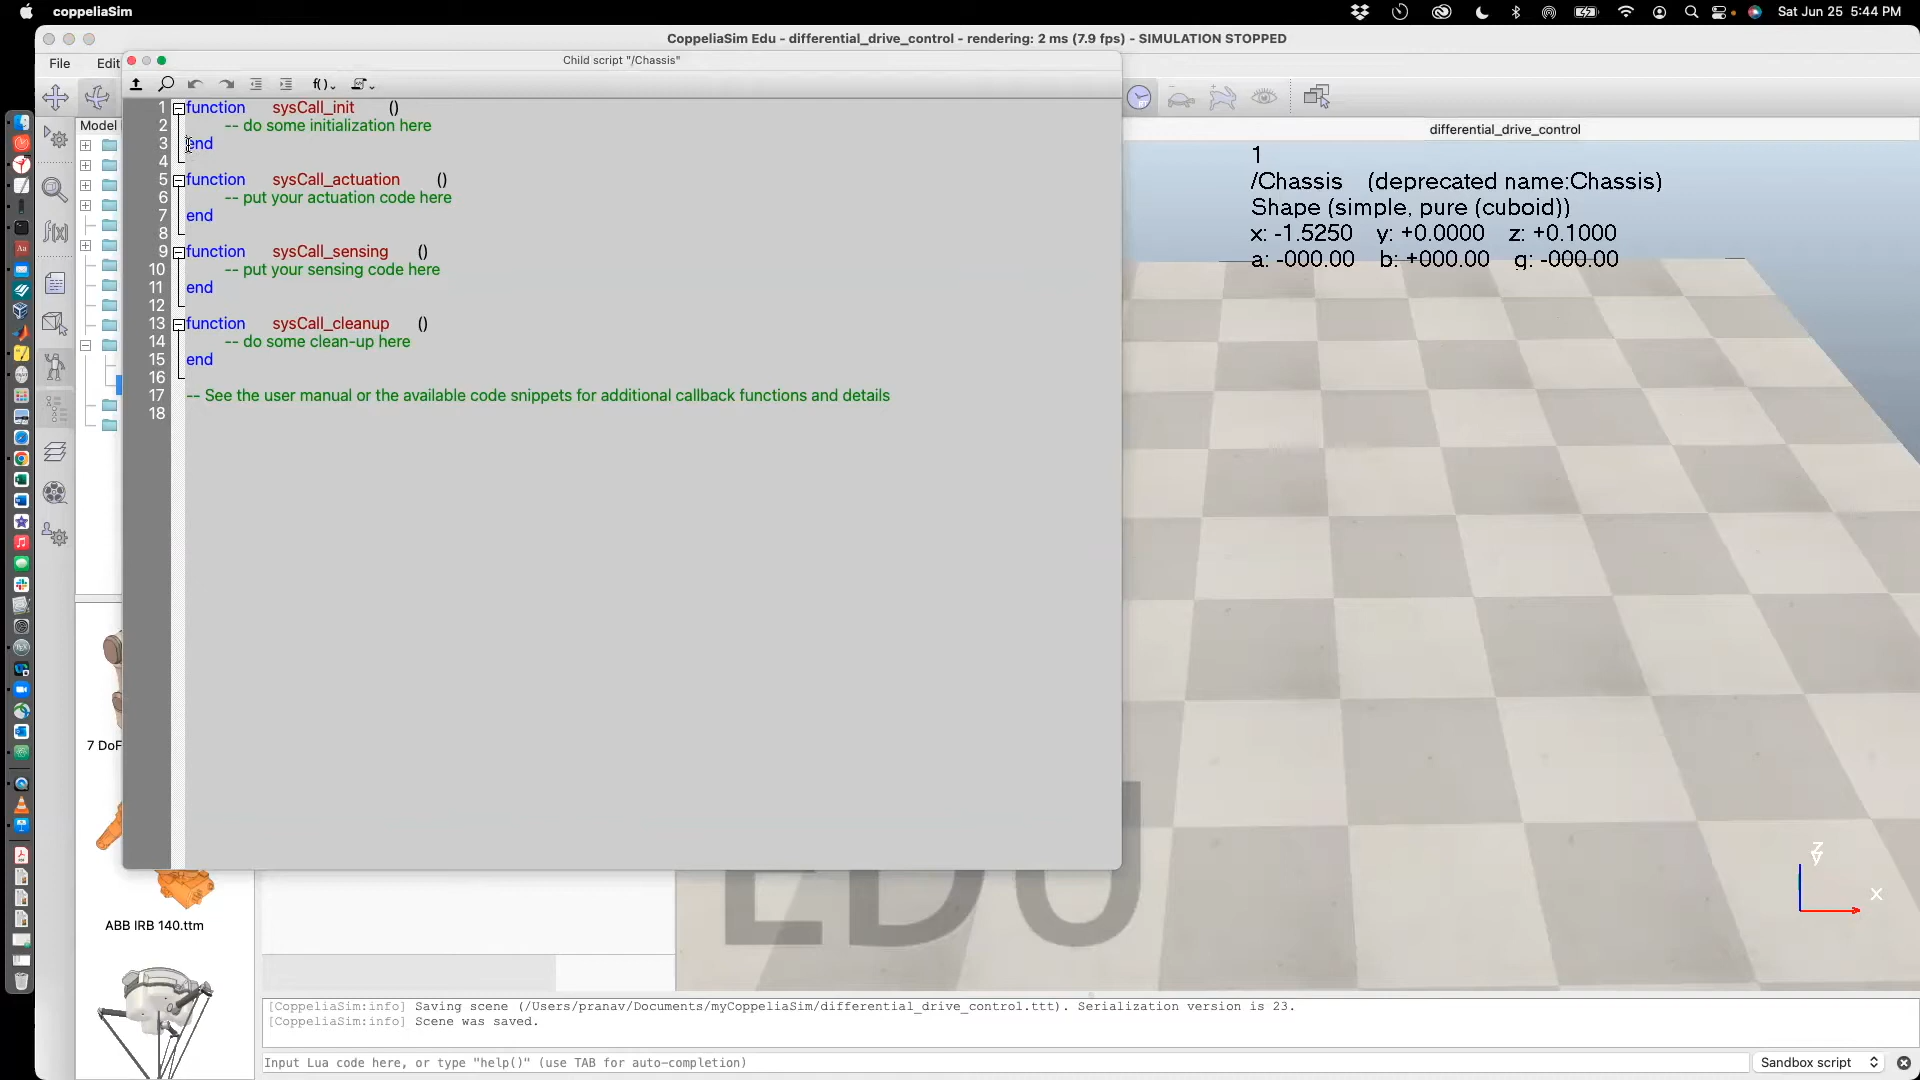 coppeliaSim
Sat Jun 25 5:44 PM
CoppeliaSim Edu - differential_drive_control - rendering: 2 ms (7.9 fps) - SIMULATION STOPPED
File
Edit
Child script "/Chassis"
f()
f(x)
Model
1 function sysCall_init ()
2 -- do some initialization here
3 end
4
5 function sysCall_actuation ()
6 -- put your actuation code here
7 end
8
9 function sysCall_sensing ()
10 -- put your sensing code here
11 end
12
13 function sysCall_cleanup ()
14 -- do some clean-up here
15 end
16
17 -- See the user manual or the available code snippets for additional callback functions and details
18
differential_drive_control
1
/Chassis (deprecated name:Chassis)
Shape (simple, pure (cuboid))
x: -1.5250 y: +0.0000 z: +0.1000
a: -000.00 b: +000.00 g: -000.00
7 DoF
ABB IRB 140.ttm
EDU
z
y
x
[CoppeliaSim:info] Saving scene (/Users/pranav/Documents/myCoppeliaSim/differential_drive_control.ttt). Serialization version is 23.
[CoppeliaSim:info] Scene was saved.
Input Lua code here, or type "help()" (use TAB for auto-completion)
Sandbox script